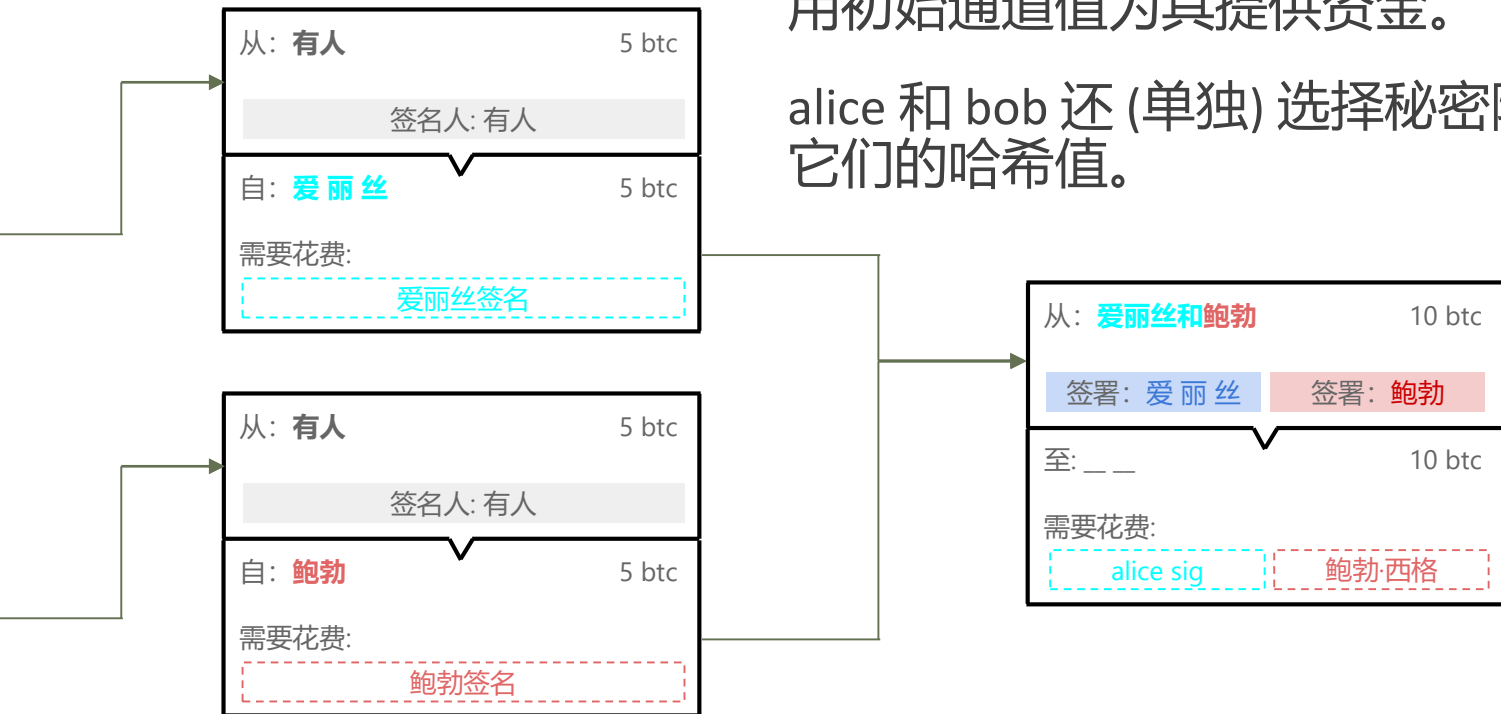 用初始通道值为其提供资金。
alice 和 bob 还 (单独) 选择秘密
它们的哈希值。
从：有人 5 btc
签名人: 有人
自：爱 丽 丝 5 btc
需要花费:
爱丽丝签名
从：有人 5 btc
签名人: 有人
自：鲍勃 5 btc
需要花费:
鲍勃签名
从：爱丽丝和鲍勃 10 btc
签署：爱 丽 丝 签署：鲍勃
至: __ __ 10 btc
需要花费:
alice sig 鲍勃·西格